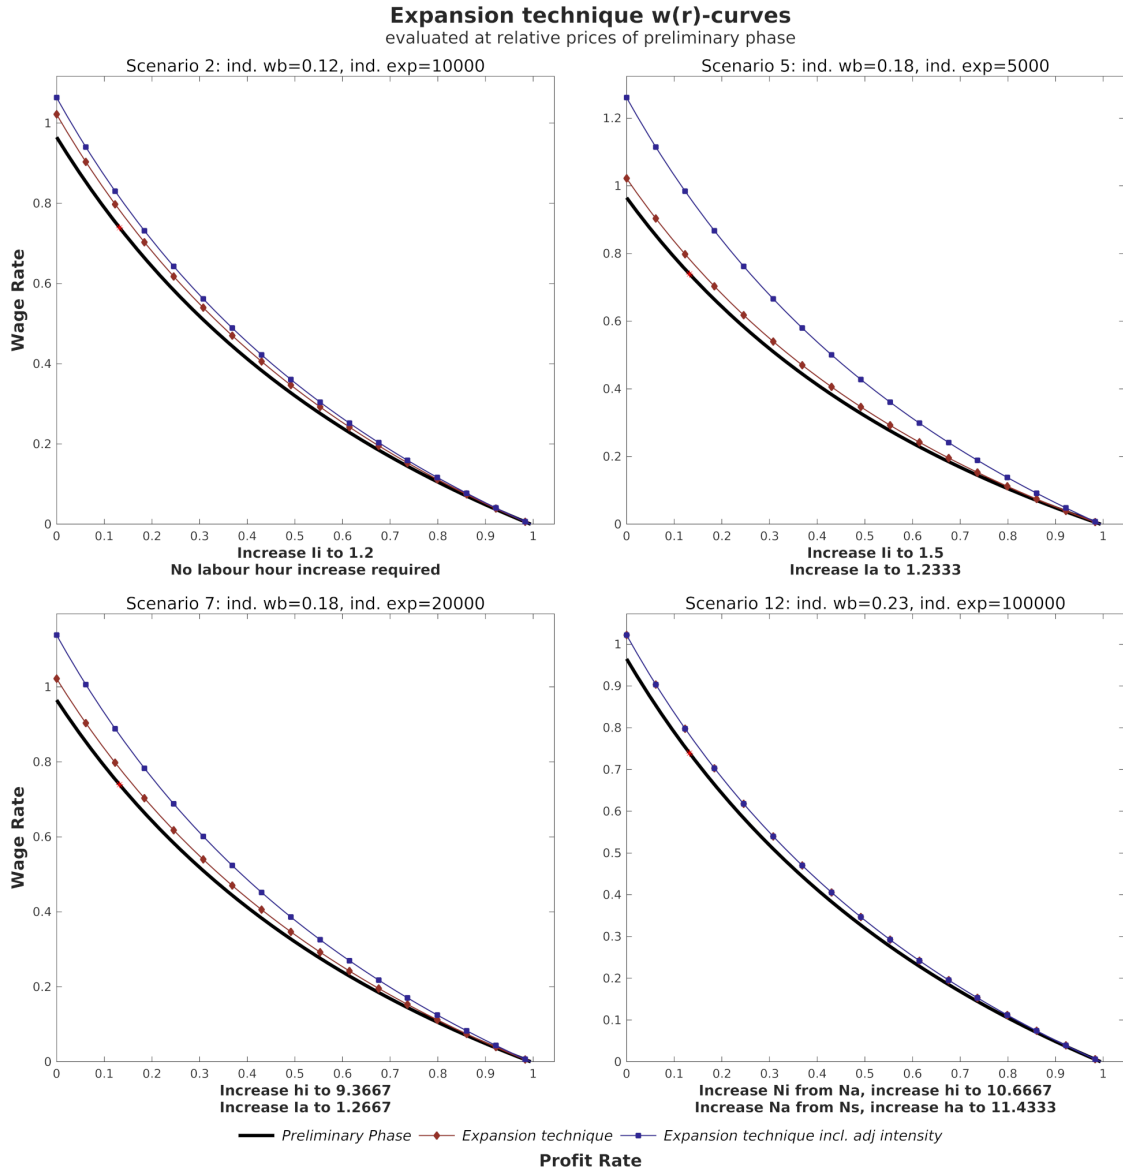 Expansion technique w(r)-curves
evaluated at relative prices of preliminary phase
Scenario 2: ind. wb=0.12, ind. exp=10000
Wage Rate
1
0.8
0.6
0.4
0.2
0
0 0.1 0.2 0.3 0.4 0.5 0.6 0.7 0.8 0.9 1
Increase Ii to 1.2
No labour hour increase required
Scenario 5: ind. wb=0.18, ind. exp=5000
1.2
1
0.8
0.6
0.4
0.2
0
0 0.1 0.2 0.3 0.4 0.5 0.6 0.7 0.8 0.9 1
Increase Ii to 1.5
Increase Ia to 1.2333
Scenario 7: ind. wb=0.18, ind. exp=20000
Wage Rate
1
0.8
0.6
0.4
0.2
0
0 0.1 0.2 0.3 0.4 0.5 0.6 0.7 0.8 0.9 1
Increase hi to 9.3667
Increase Ia to 1.2667
Scenario 12: ind. wb=0.23, ind. exp=100000
1
0.9
0.8
0.7
0.6
0.5
0.4
0.3
0.2
0.1
0
0 0.1 0.2 0.3 0.4 0.5 0.6 0.7 0.8 0.9 1
Increase Ni from Na, increase hi to 10.6667
Increase Na from Ns, increase ha to 11.4333
Preliminary Phase Expansion technique Expansion technique incl. adj intensity
Profit Rate